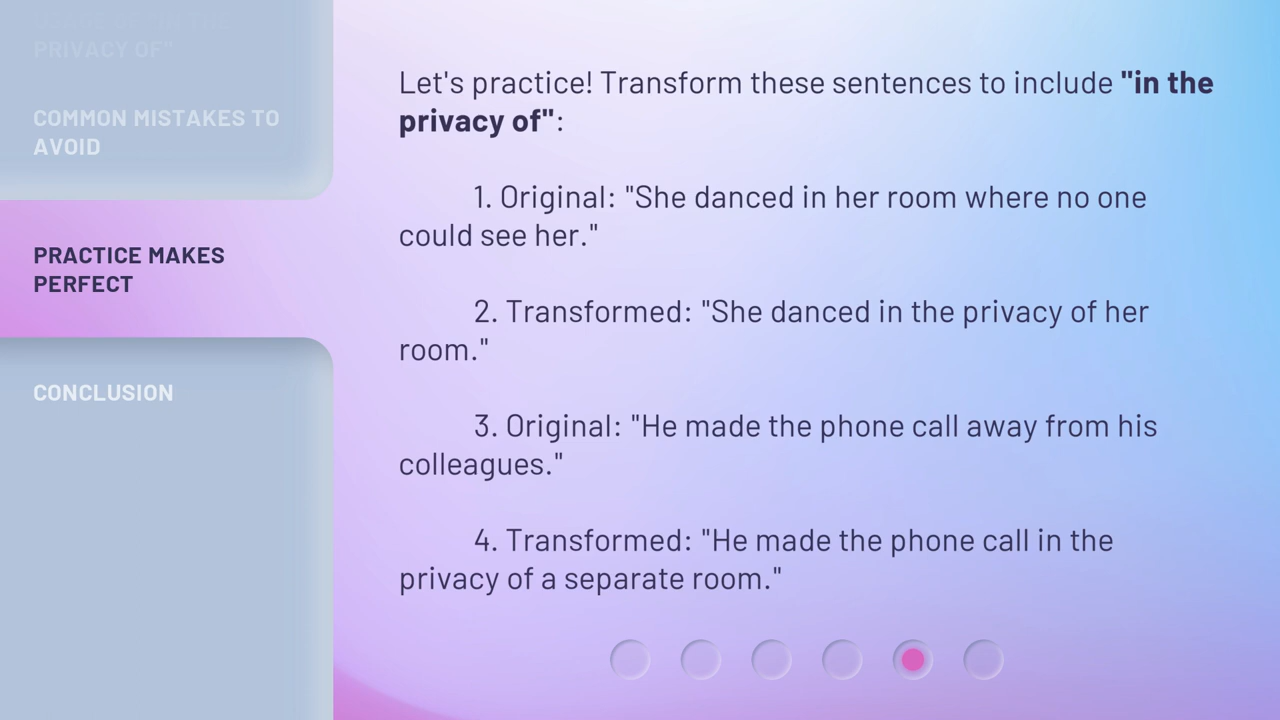 PRIVACY OF"
COMMON MISTAKES TO
AVOID
PRACTICE MAKES
PERFECT
CONCLUSION
Let's practice! Transform these sentences to include "in the
privacy of":
1. Original: "She danced in her room where no one
could see her."
2. Transformed: "She danced in the privacy of her
room."
3. Original: "He made the phone call away from his
colleagues."
4. Transformed: "He made the phone call in the
privacy of a separate room."